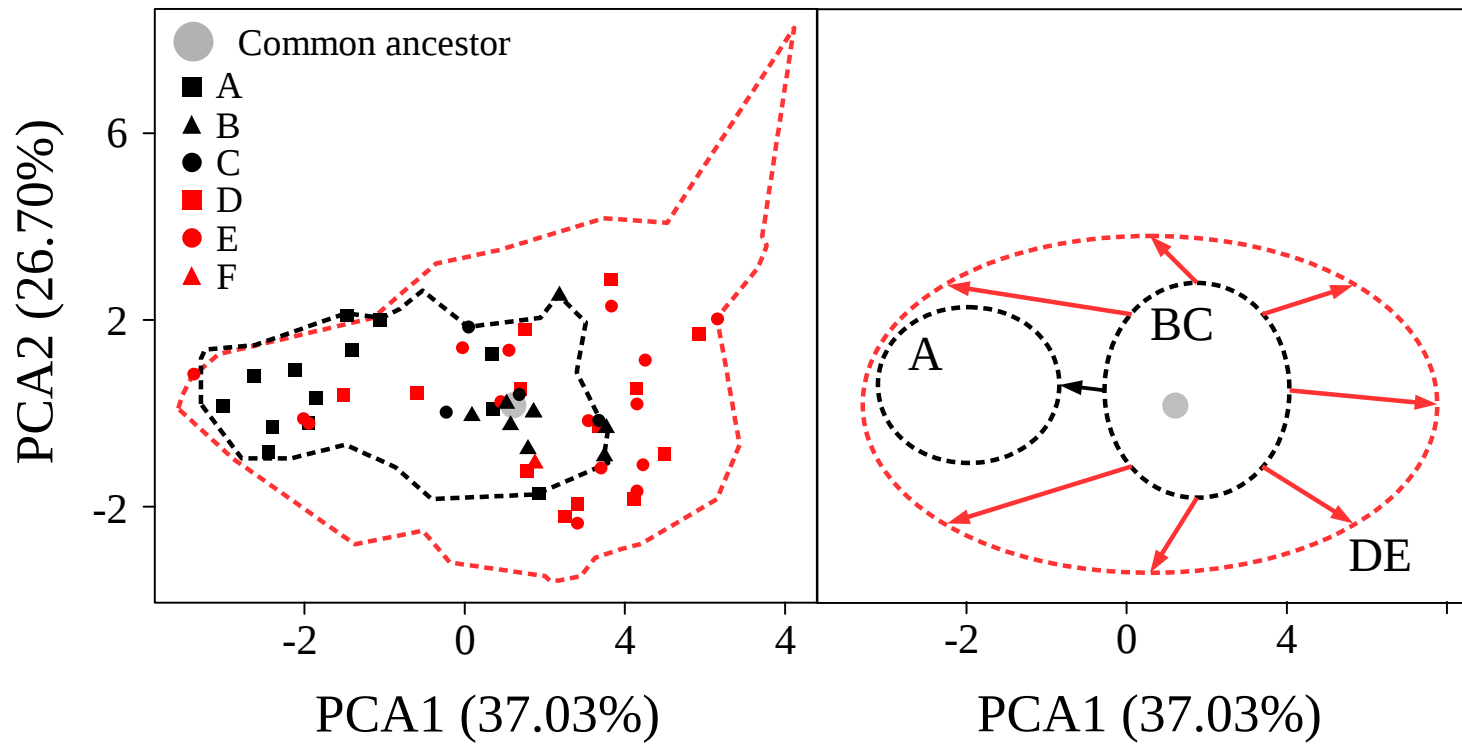 Common ancestor
A
B
C
D
E
F
PCA2 (26.70%)
6
2
-2
-2 0 4 4
PCA1 (37.03%)
BC
A
DE
-2 0 4
PCA1 (37.03%)